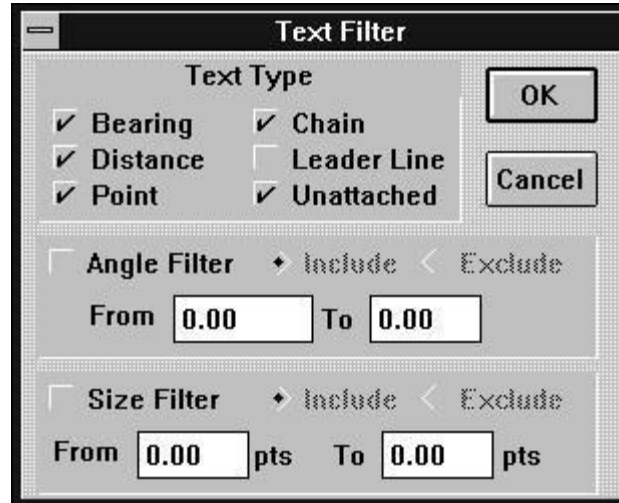 Text Filter
Text Type
OK
Bearing Chain
Distance Leader Line
Cancel
Point Unattached
Angle Filter Include Exclude
From 0.00 To 0.00
Size Filter Include Exclude
From 0.00 pts To 0.00 pts